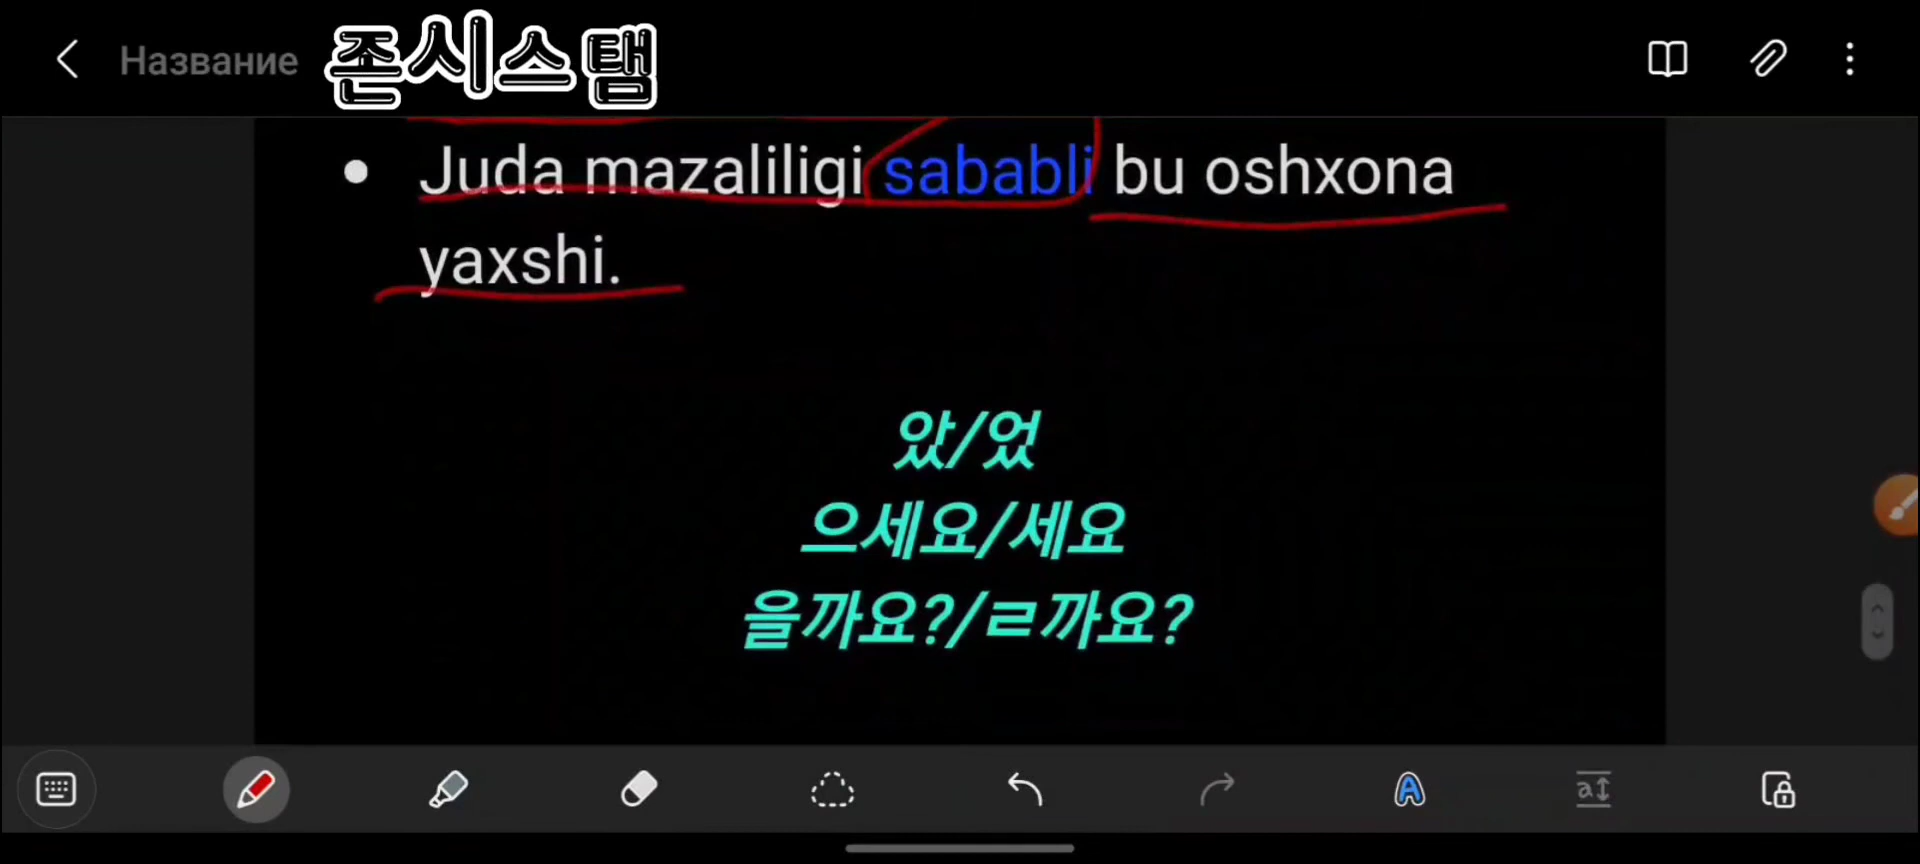 Название 존시스탬
Juda mazaliligi sababli bu oshxona
yaxshi.
았/었
으세요/세요
을까요?/ㄹ까요?